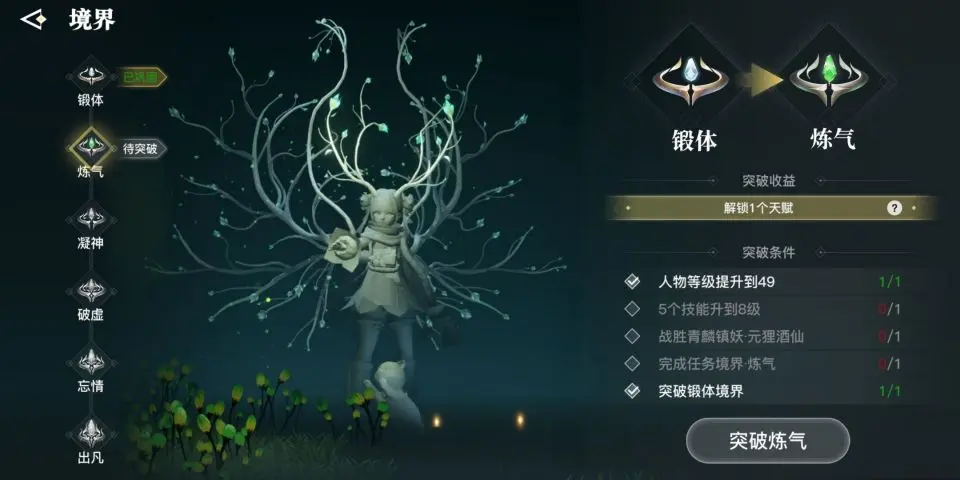 境界
锻体
已巩固
炼气
待突破
凝神
破虚
忘情
出凡
锻体
炼气
突破收益
解锁1个天赋
?
突破条件
人物等级提升到49 1/1
5个技能升到8级 0/1
战胜青麟镇妖·元狸酒仙 0/1
完成任务境界·炼气 0/1
突破锻体境界 1/1
突破炼气